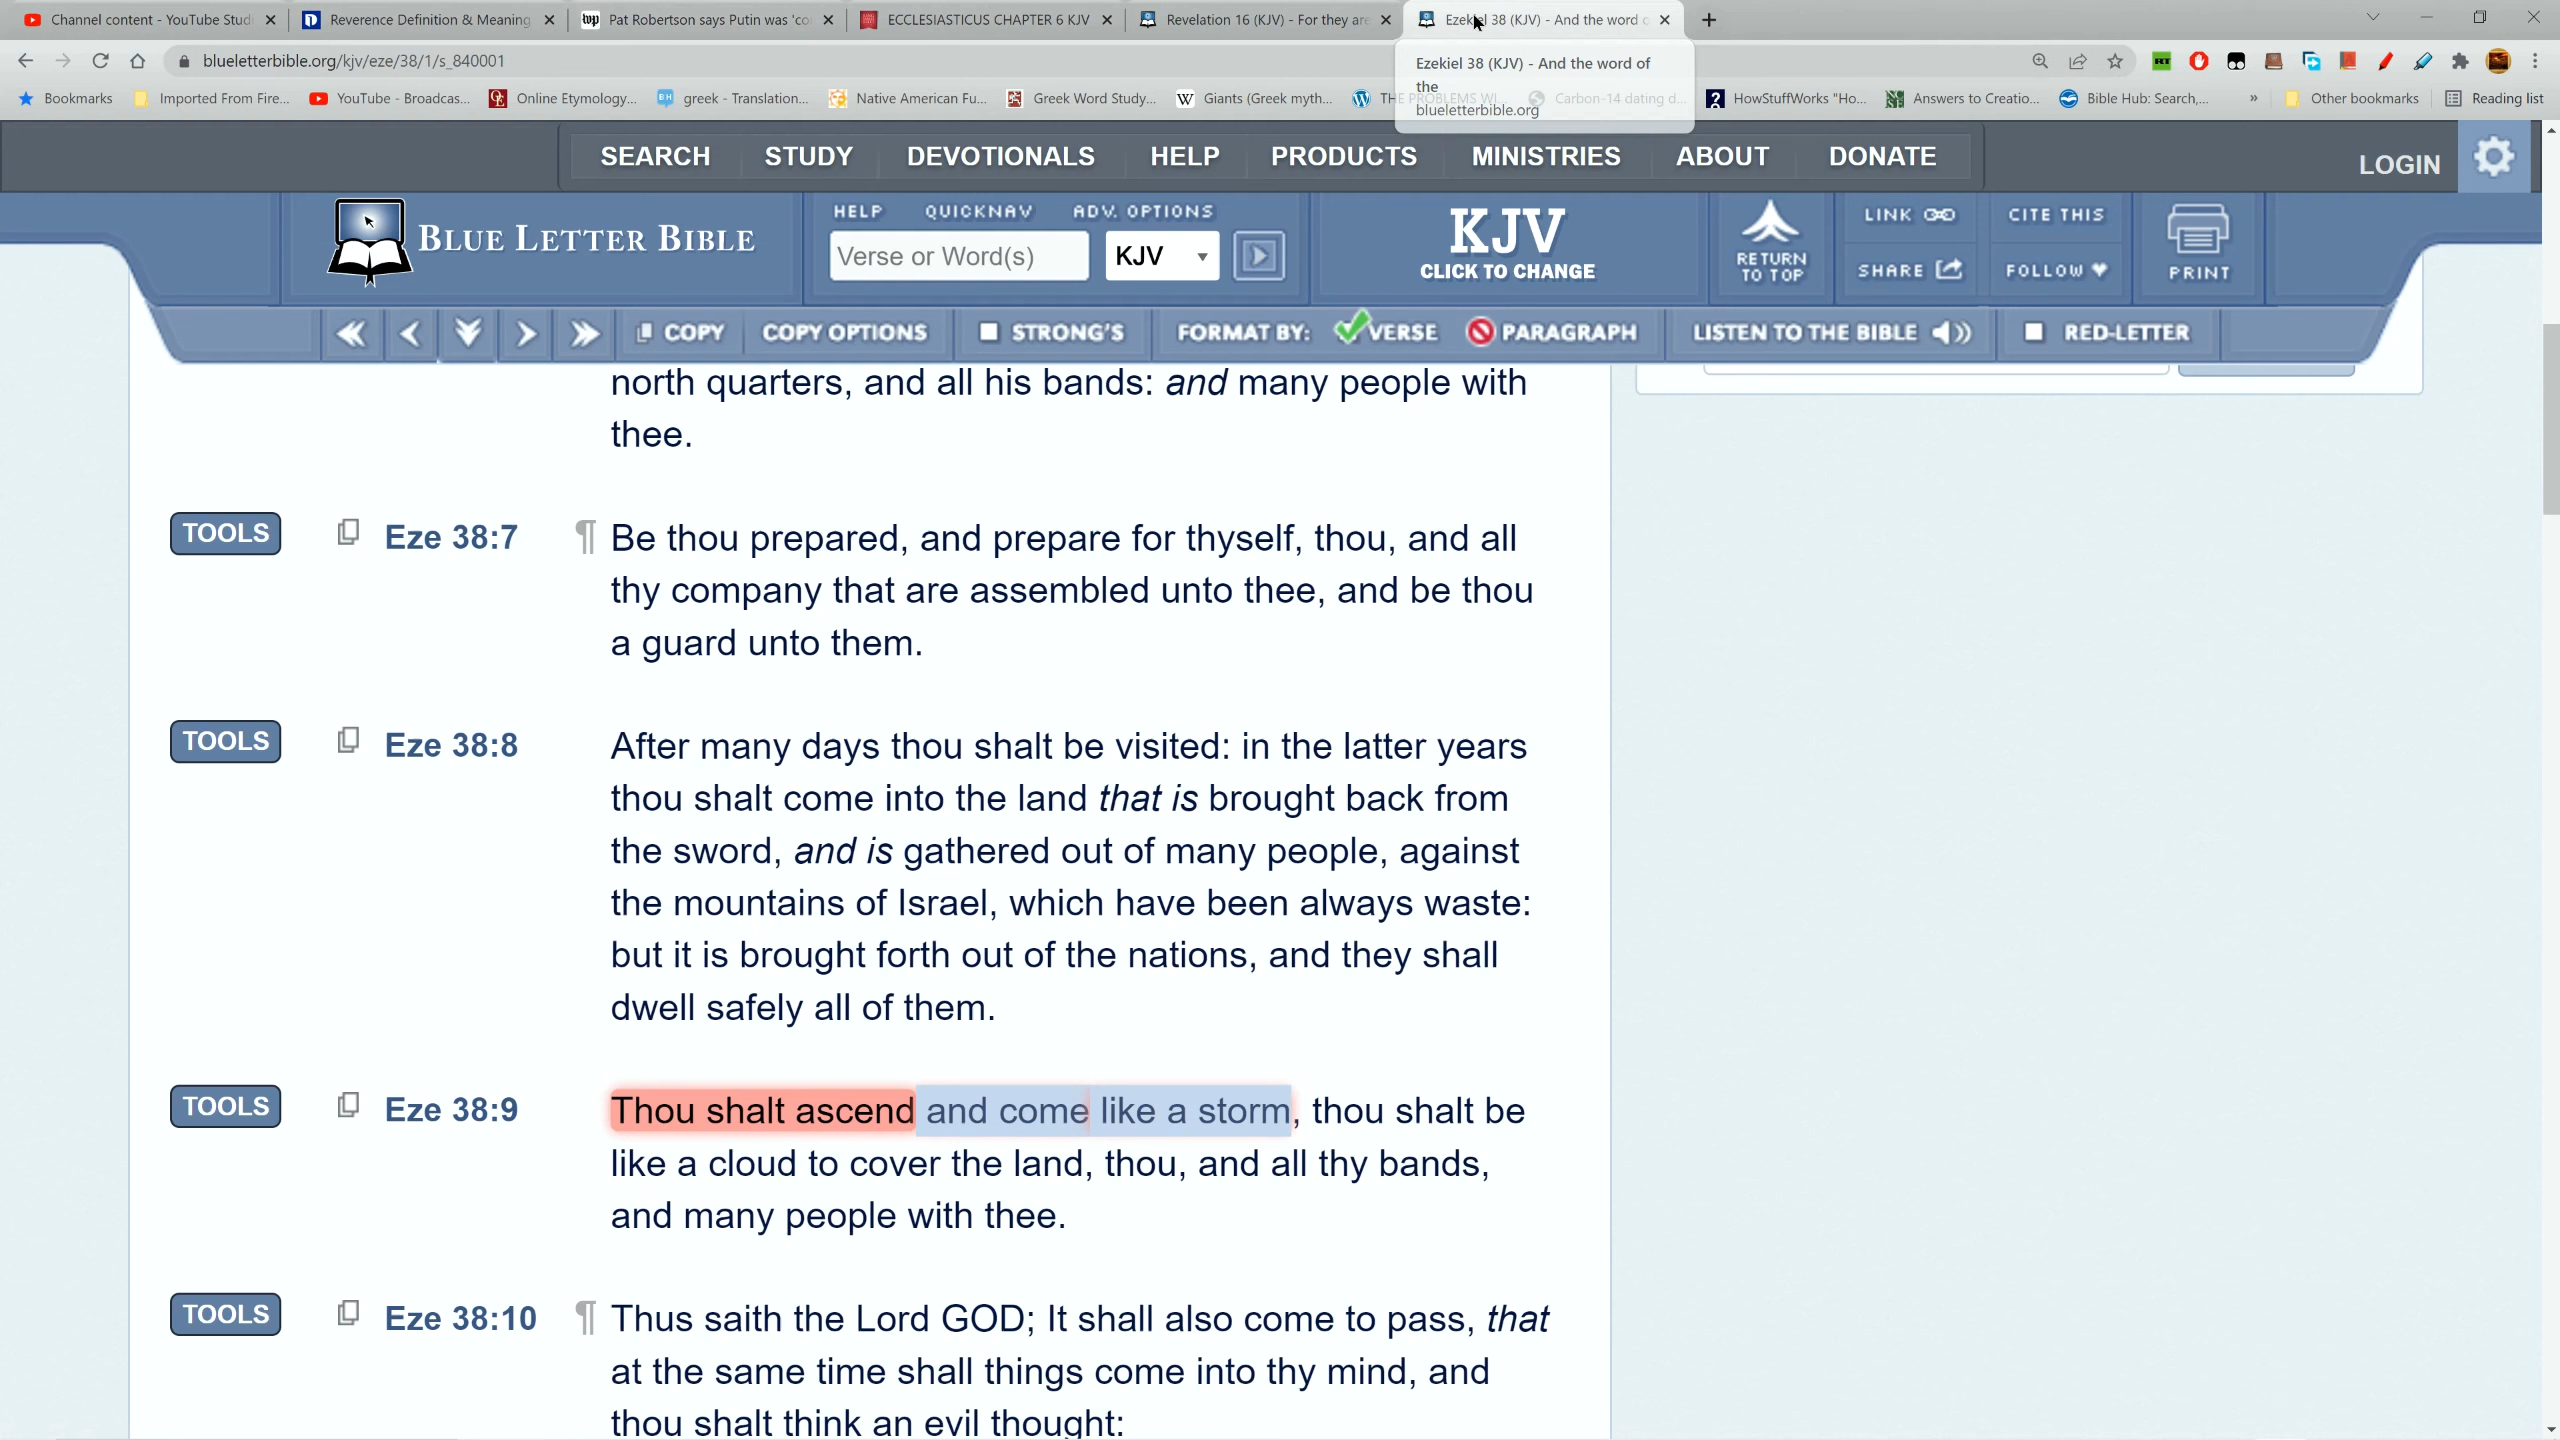 Channel content - YouTube Stud
Reverence Definition & Meaning
Pat Robertson says Putin was 'co
ECCLESIASTICUS CHAPTER 6 KJV
Revelation 16 (KJV) - For they are
Ezekiel 38 (KJV) - And the word o
blueletterbible.org/kjv/eze/38/1/s_840001
Ezekiel 38 (KJV) - And the word of
the
blueletterbible.org
Bookmarks
Imported From Fire...
YouTube - Broadcas...
Online Etymology...
greek - Translation...
Native American Fu...
Greek Word Study...
Giants (Greek myth...
THE PROBLEMS WI...
Carbon-14 dating d...
HowStuffWorks "Ho...
Answers to Creatio...
Bible Hub: Search,...
»
Other bookmarks
Reading list
SEARCH
STUDY
DEVOTIONALS
HELP
PRODUCTS
MINISTRIES
ABOUT
DONATE
LOGIN
BLUE LETTER BIBLE
HELP
QUICKNAV
ADV. OPTIONS
Verse or Word(s)
KJV
KJV
CLICK TO CHANGE
RETURN
TO TOP
LINK
CITE THIS
SHARE
FOLLOW
PRINT
COPY
COPY OPTIONS
STRONG'S
FORMAT BY:
VERSE
PARAGRAPH
LISTEN TO THE BIBLE
RED-LETTER
north quarters, and all his bands: and many people with
thee.
TOOLS Eze 38:7 ¶ Be thou prepared, and prepare for thyself, thou, and all
thy company that are assembled unto thee, and be thou
a guard unto them.
TOOLS Eze 38:8 After many days thou shalt be visited: in the latter years
thou shalt come into the land that is brought back from
the sword, and is gathered out of many people, against
the mountains of Israel, which have been always waste:
but it is brought forth out of the nations, and they shall
dwell safely all of them.
TOOLS Eze 38:9 Thou shalt ascend and come like a storm, thou shalt be
like a cloud to cover the land, thou, and all thy bands,
and many people with thee.
TOOLS Eze 38:10 ¶ Thus saith the Lord GOD; It shall also come to pass, that
at the same time shall things come into thy mind, and
thou shalt think an evil thought: